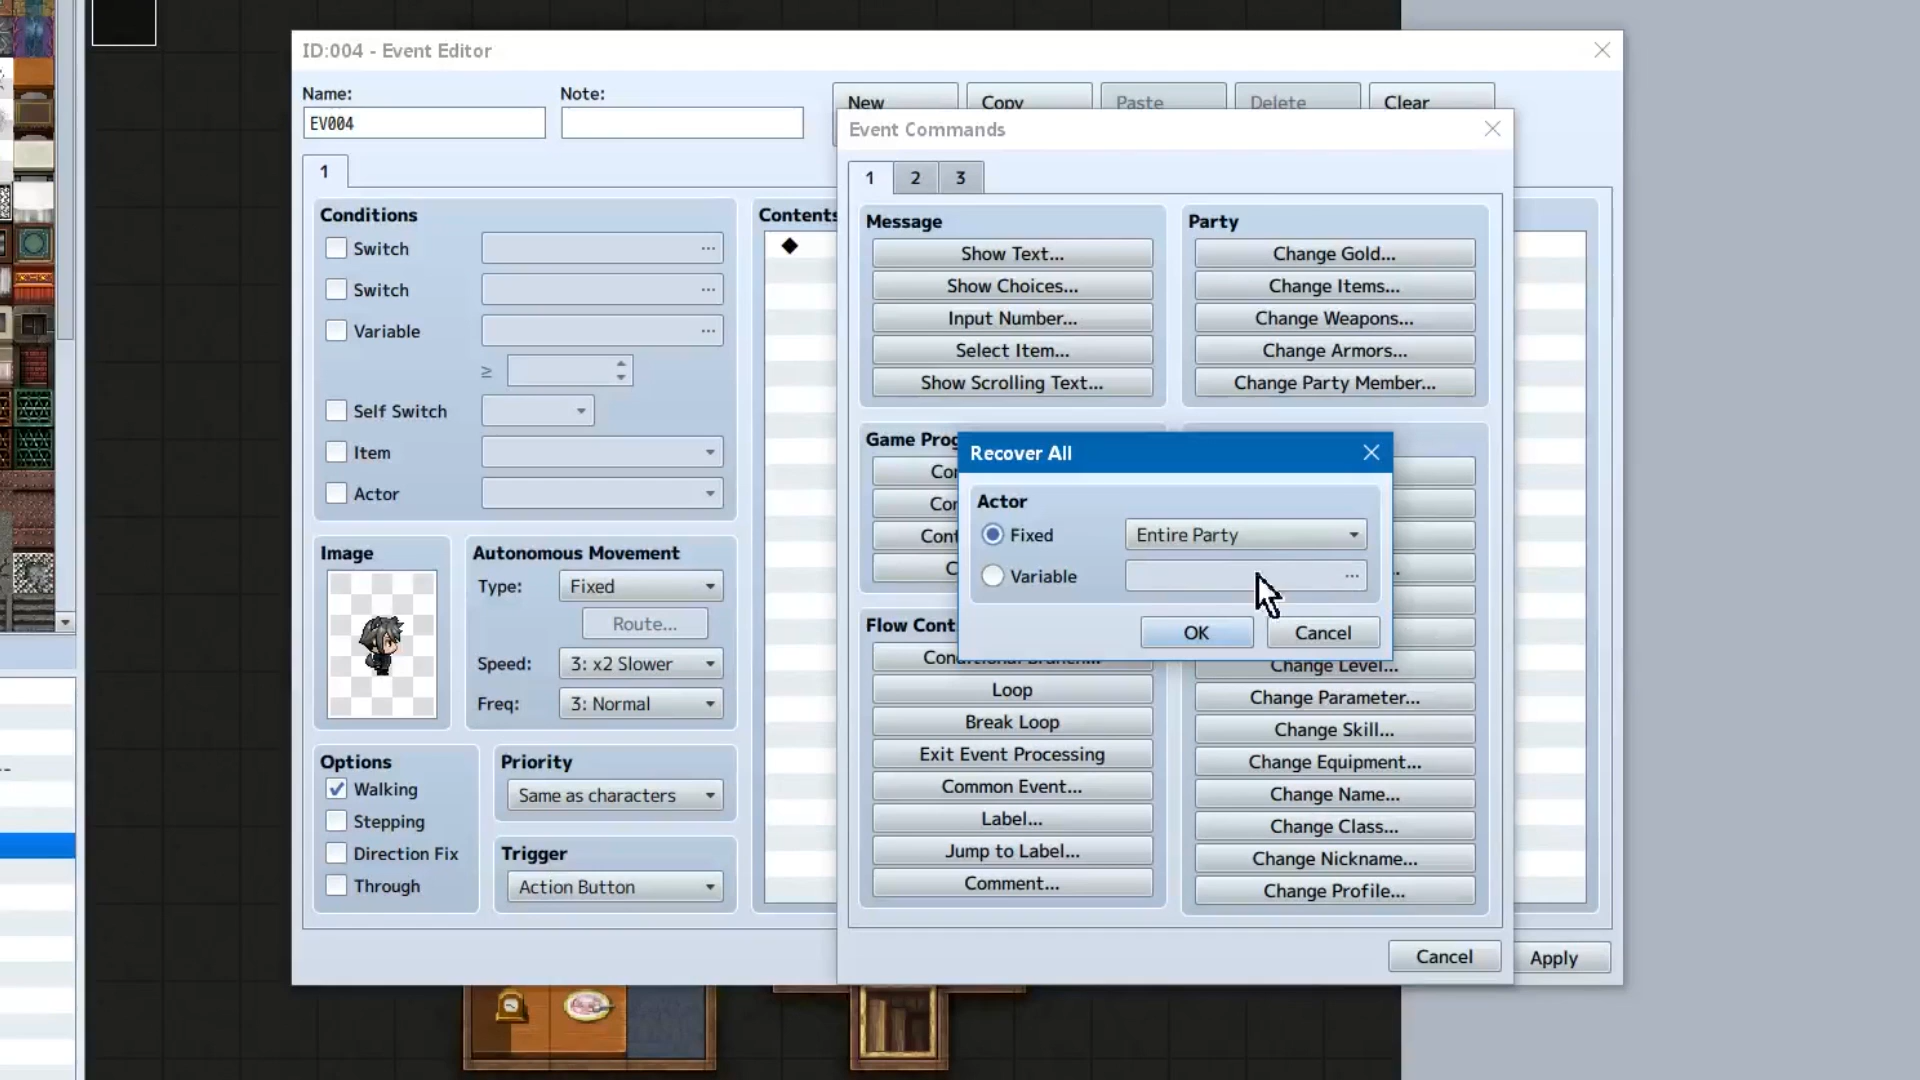 ID:004 - Event Editor
Name:
Note:
New
Copy
Paste
Delete
Clear
EV004
Event Commands
1
1
2
3
Conditions
Contents
Message
Party
Switch
Switch
Variable
≥
Self Switch
Item
Actor
Show Text...
Show Choices...
Input Number...
Select Item...
Show Scrolling Text...
Change Gold...
Change Items...
Change Weapons...
Change Armors...
Change Party Member...
Recover All
Actor
Fixed
Entire Party
Variable
OK
Cancel
Image
Autonomous Movement
Type:
Fixed
Route...
Speed:
3: x2 Slower
Freq:
3: Normal
Options
Walking
Stepping
Direction Fix
Through
Priority
Same as characters
Trigger
Action Button
Loop
Break Loop
Exit Event Processing
Common Event...
Label...
Jump to Label...
Comment...
Change Level...
Change Parameter...
Change Skill...
Change Equipment...
Change Name...
Change Class...
Change Nickname...
Change Profile...
Cancel
Apply